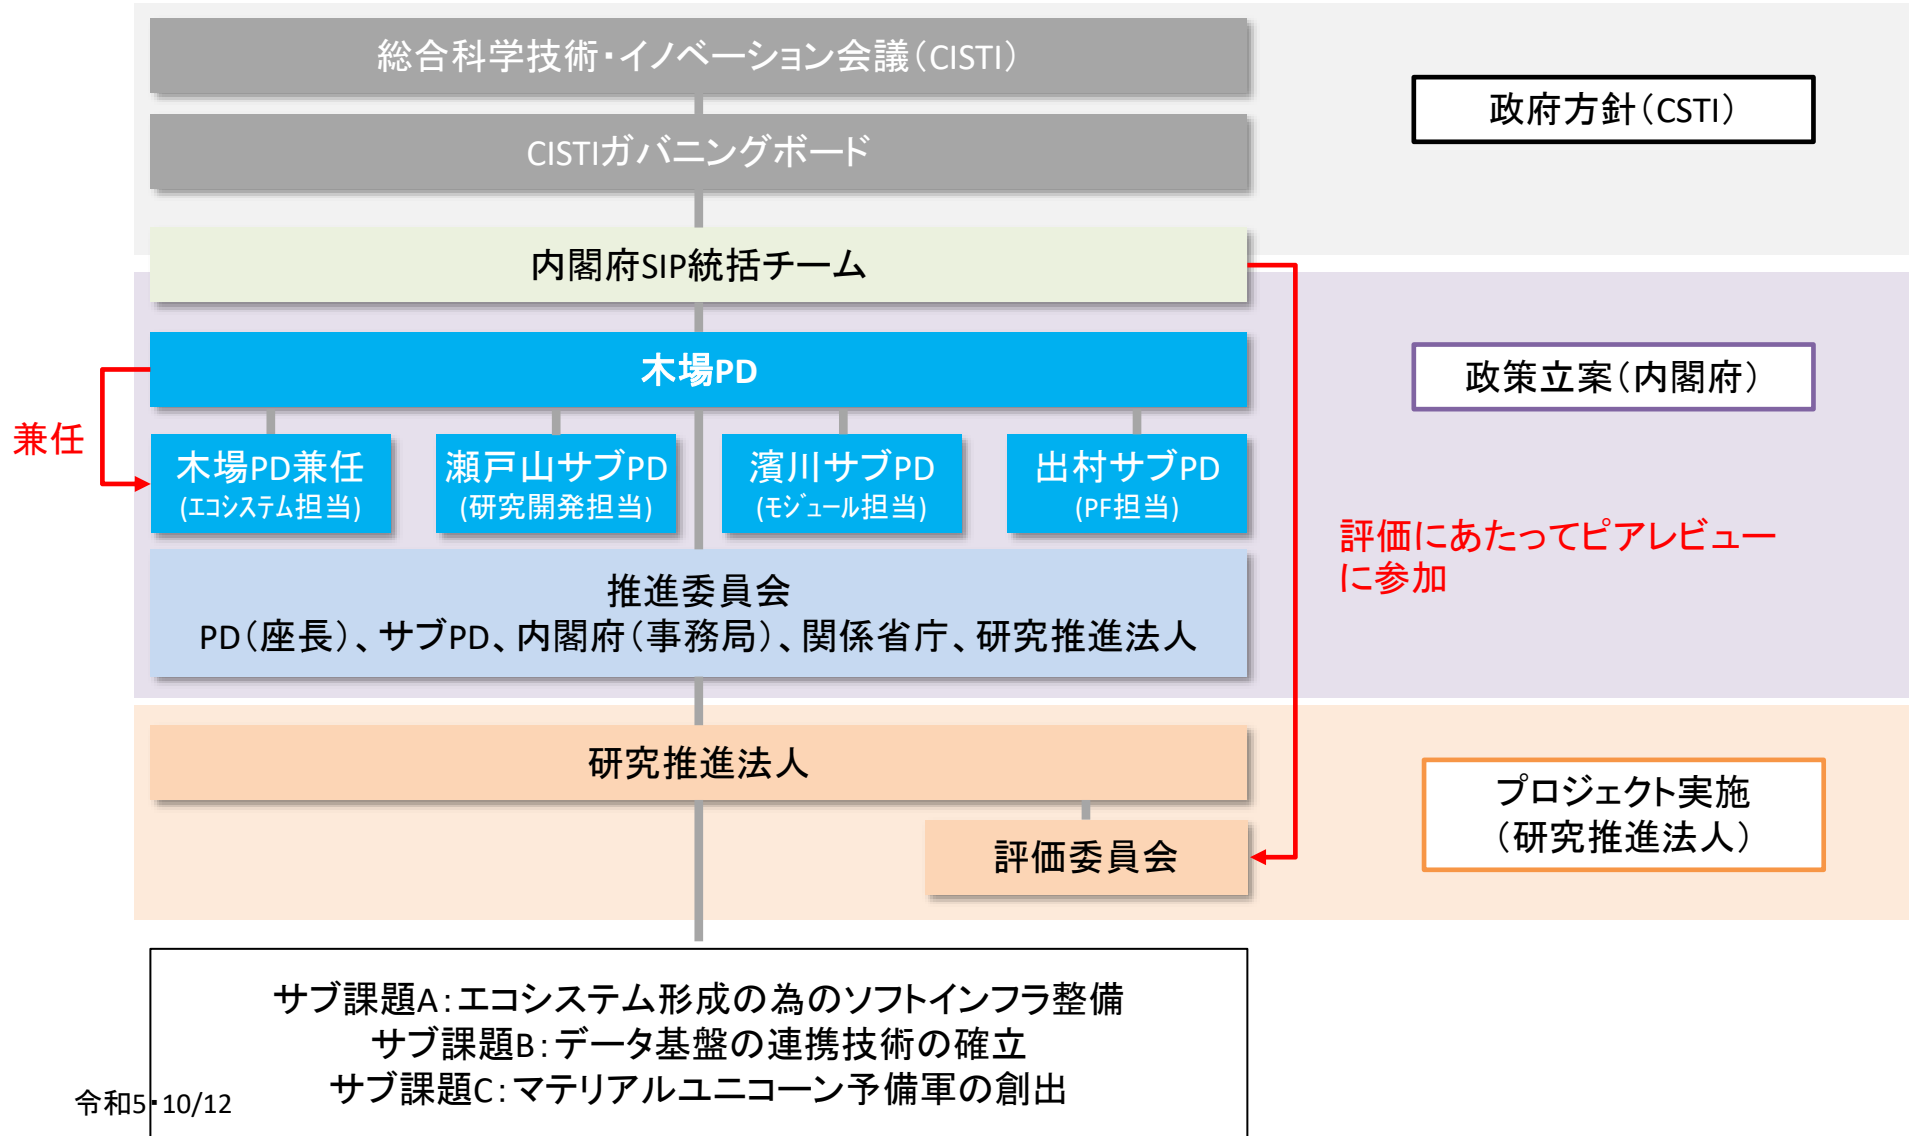 総合科学技術・イノベーション会議（CISTI）
政府方針（CSTI）
CISTIガバニングボード
内閣府SIP統括チーム
木場PD
政策立案（内閣府）
兼任
木場PD兼任
(ｴｺｼｽﾃﾑ担当)
瀬戸山サブPD
(研究開発担当)
濱川サブPD
(ﾓｼﾞｭｰﾙ担当)
出村サブPD
(PF担当)
評価にあたってピアレビュー
に参加
推進委員会
PD（座長）、サブPD、内閣府（事務局）、関係省庁、研究推進法人
研究推進法人
プロジェクト実施
（研究推進法人）
評価委員会
サブ課題A：エコシステム形成の為のソフトインフラ整備
サブ課題B：データ基盤の連携技術の確立
サブ課題C：マテリアルユニコーン予備軍の創出
令和5・10/12